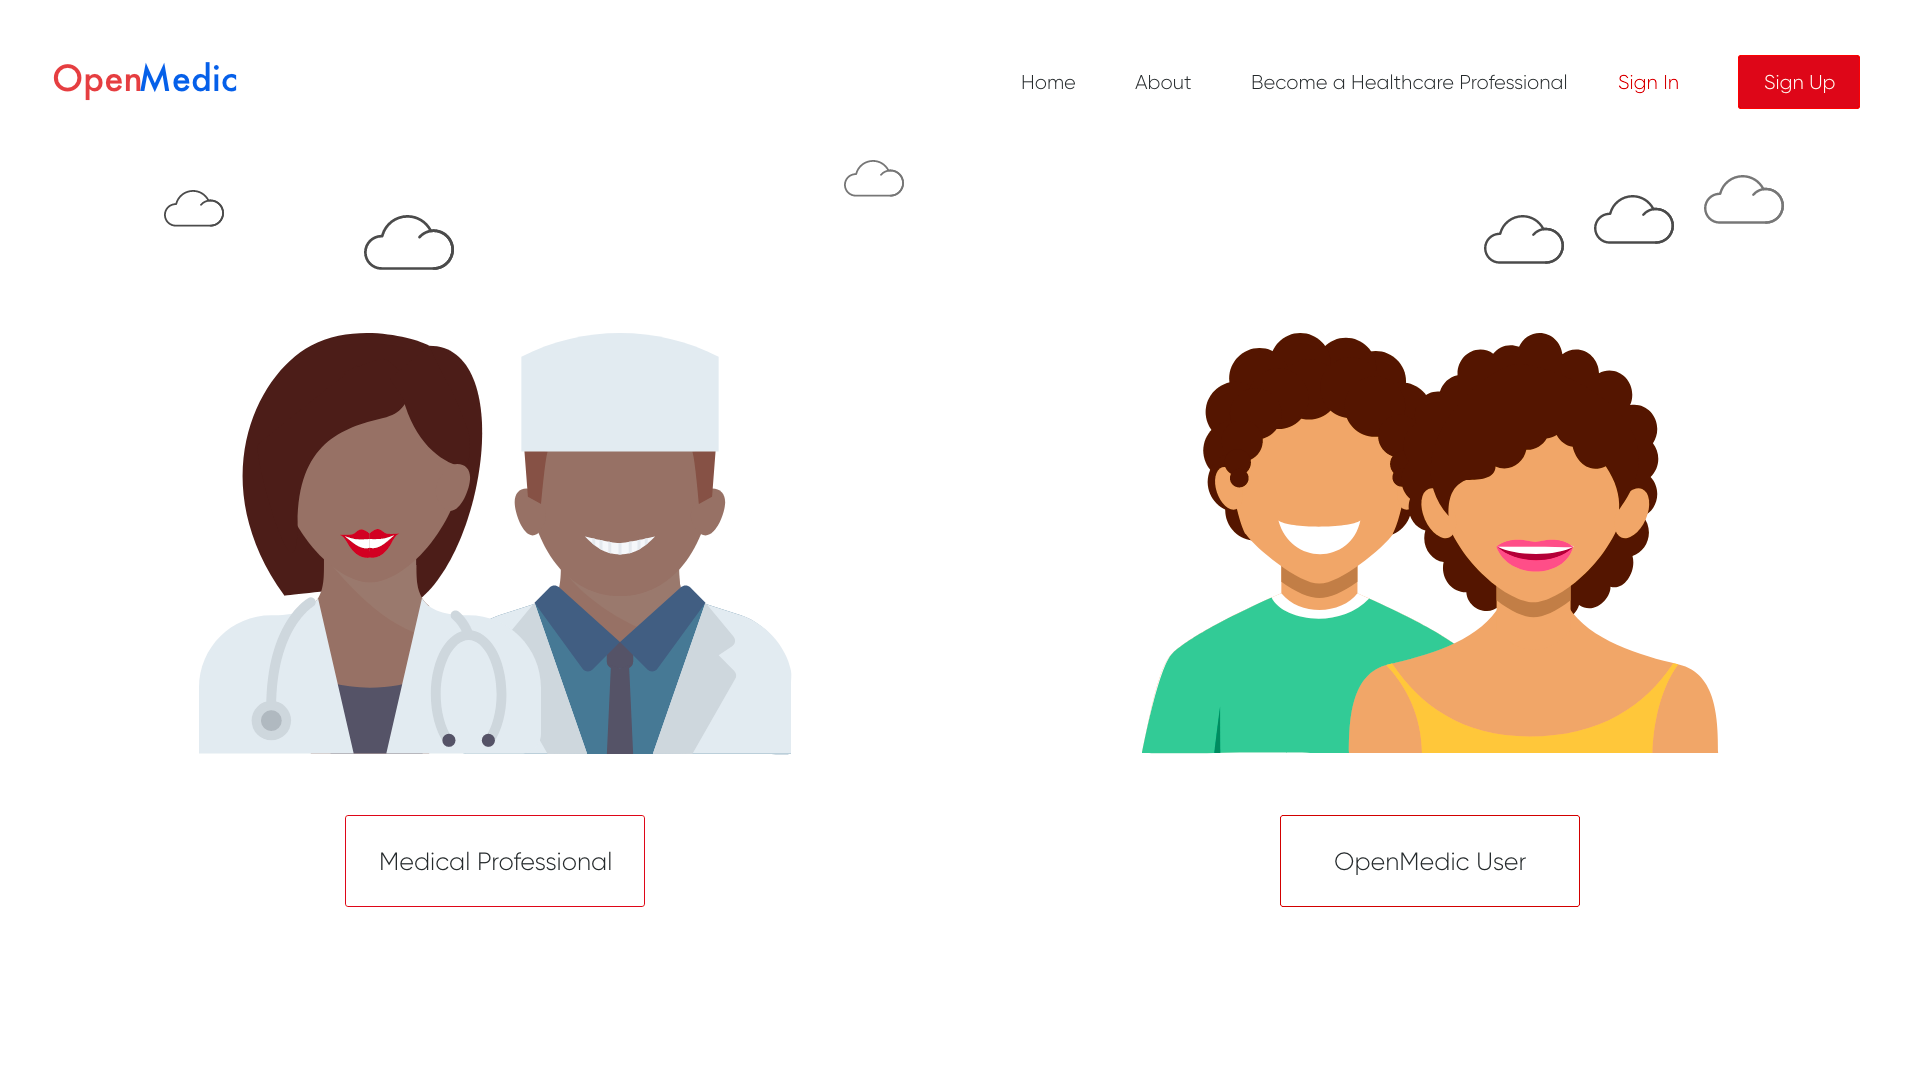 OpenMedic
Home About Become a Healthcare Professional Sign In Sign Up
Medical Professional
OpenMedic User